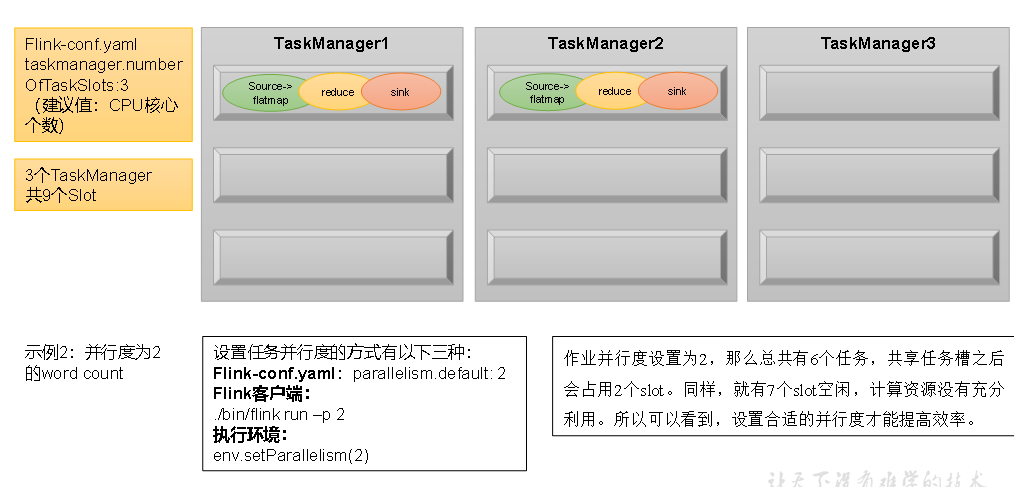 Flink-conf.yaml
taskmanager.number
OfTaskSlots:3
（建议值：CPU核心
个数)
3个TaskManager
共9个Slot
TaskManager1
Source->
flatmap
reduce
sink
TaskManager2
Source->
flatmap
reduce
sink
TaskManager3
示例2：并行度为2
的word count
设置任务并行度的方式有以下三种：
Flink-conf.yaml：parallelism.default: 2
Flink客户端：
./bin/flink run –p 2
执行环境：
env.setParallelism(2)
作业并行度设置为2，那么总共有6个任务，共享任务槽之后
会占用2个slot。同样，就有7个slot空闲，计算资源没有充分
利用。所以可以看到，设置合适的并行度才能提高效率。
让天下没有难学的技术